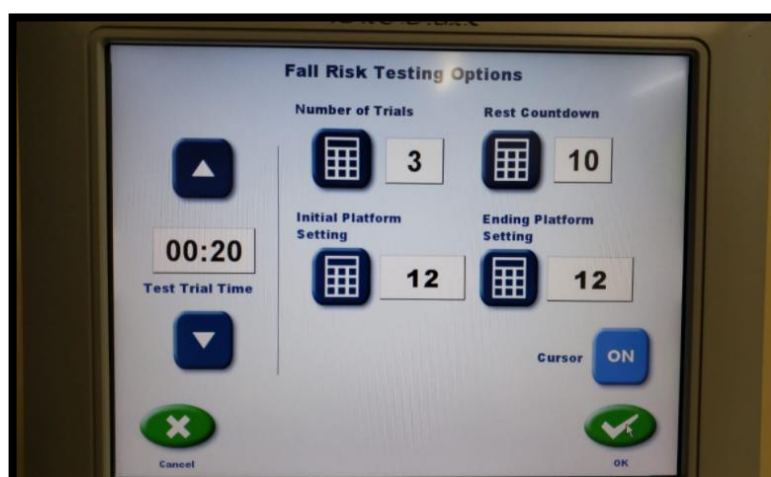 Fall Risk Testing Options
Number of Trials
Rest Countdown
3
10
Initial Platform
Setting
Ending Platform
Setting
12
12
00:20
Test Trial Time
Cursor
ON
Cancel
OK